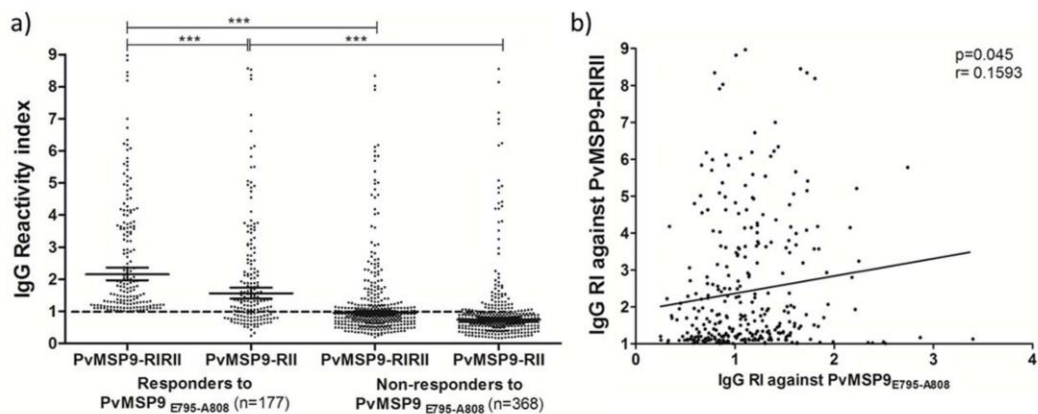 a)
***
*** ***
IgG Reactivity index
9
8
7
6
5
4
3
2
1
0
PvMSP9-RIRII PvMSP9-RII PvMSP9-RIRII PvMSP9-RII
Responders to Non-responders to
PvMSP9 E795-A808 (n=177) PvMSP9 E795-A808 (n=368)
b)
p=0.045
r= 0.1593
IgG RI against PvMSP9-RIRII
9
8
7
6
5
4
3
2
1
0 1 2 3 4
IgG RI against PvMSP9E795-A808